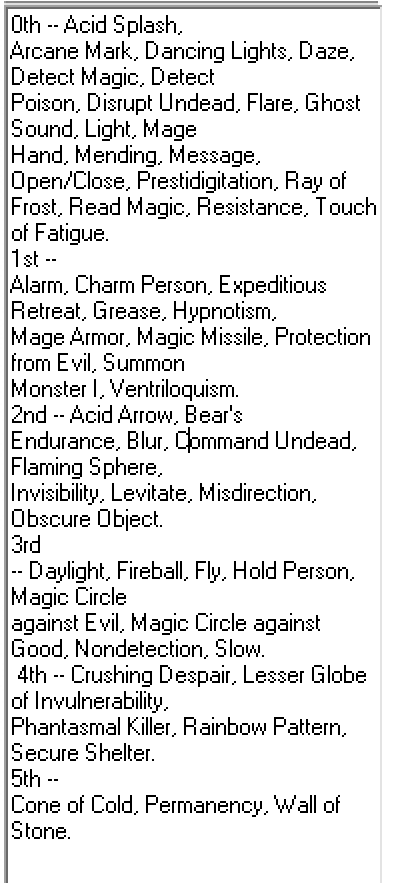 0th -- Acid Splash,
Arcane Mark, Dancing Lights, Daze,
Detect Magic, Detect
Poison, Disrupt Undead, Flare, Ghost
Sound, Light, Mage
Hand, Mending, Message,
Open/Close, Prestidigitation, Ray of
Frost, Read Magic, Resistance, Touch
of Fatigue.
1st --
Alarm, Charm Person, Expeditious
Retreat, Grease, Hypnotism,
Mage Armor, Magic Missile, Protection
from Evil, Summon
Monster I, Ventriloquism.
2nd -- Acid Arrow, Bear's
Endurance, Blur, Command Undead,
Flaming Sphere,
Invisibility, Levitate, Misdirection,
Obscure Object.
3rd
-- Daylight, Fireball, Fly, Hold Person,
Magic Circle
against Evil, Magic Circle against
Good, Nondetection, Slow.
4th -- Crushing Despair, Lesser Globe
of Invulnerability,
Phantasmal Killer, Rainbow Pattern,
Secure Shelter.
5th --
Cone of Cold, Permanency, Wall of
Stone.